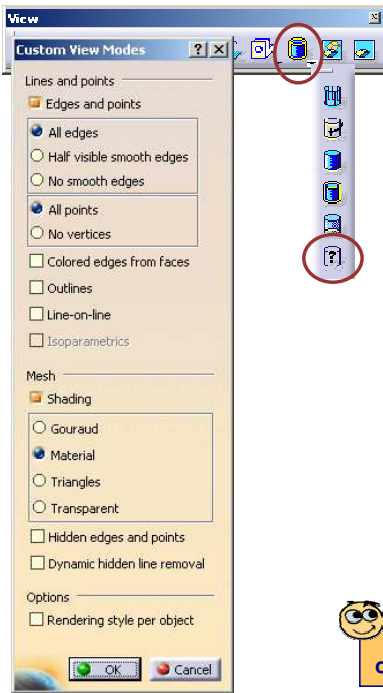 View
Custom View Modes
Lines and points
Edges and points
All edges
Half visible smooth edges
No smooth edges
All points
No vertices
Colored edges from faces
Outlines
Line-on-line
Isoparametrics
Mesh
Shading
Gouraud
Material
Triangles
Transparent
Hidden edges and points
Dynamic hidden line removal
Options
Rendering style per object
OK
Cancel